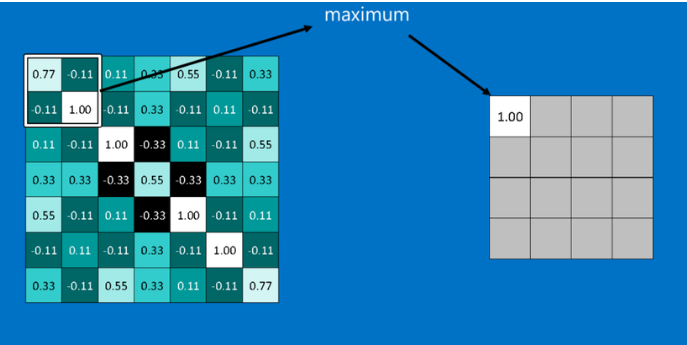 maximum
0.77 -0.11 0.11 0.33 0.55 -0.11 0.33
-0.11 1.00 -0.11 0.33 -0.11 0.11 -0.11
1.00
0.11 -0.11 1.00 -0.33 0.11 -0.11 0.55
0.33 0.33 -0.33 0.55 -0.33 0.33 0.33
0.55 -0.11 0.11 -0.33 1.00 -0.11 0.11
-0.11 0.11 -0.11 0.33 -0.11 1.00 -0.11
0.33 -0.11 0.55 0.33 0.11 -0.11 0.77